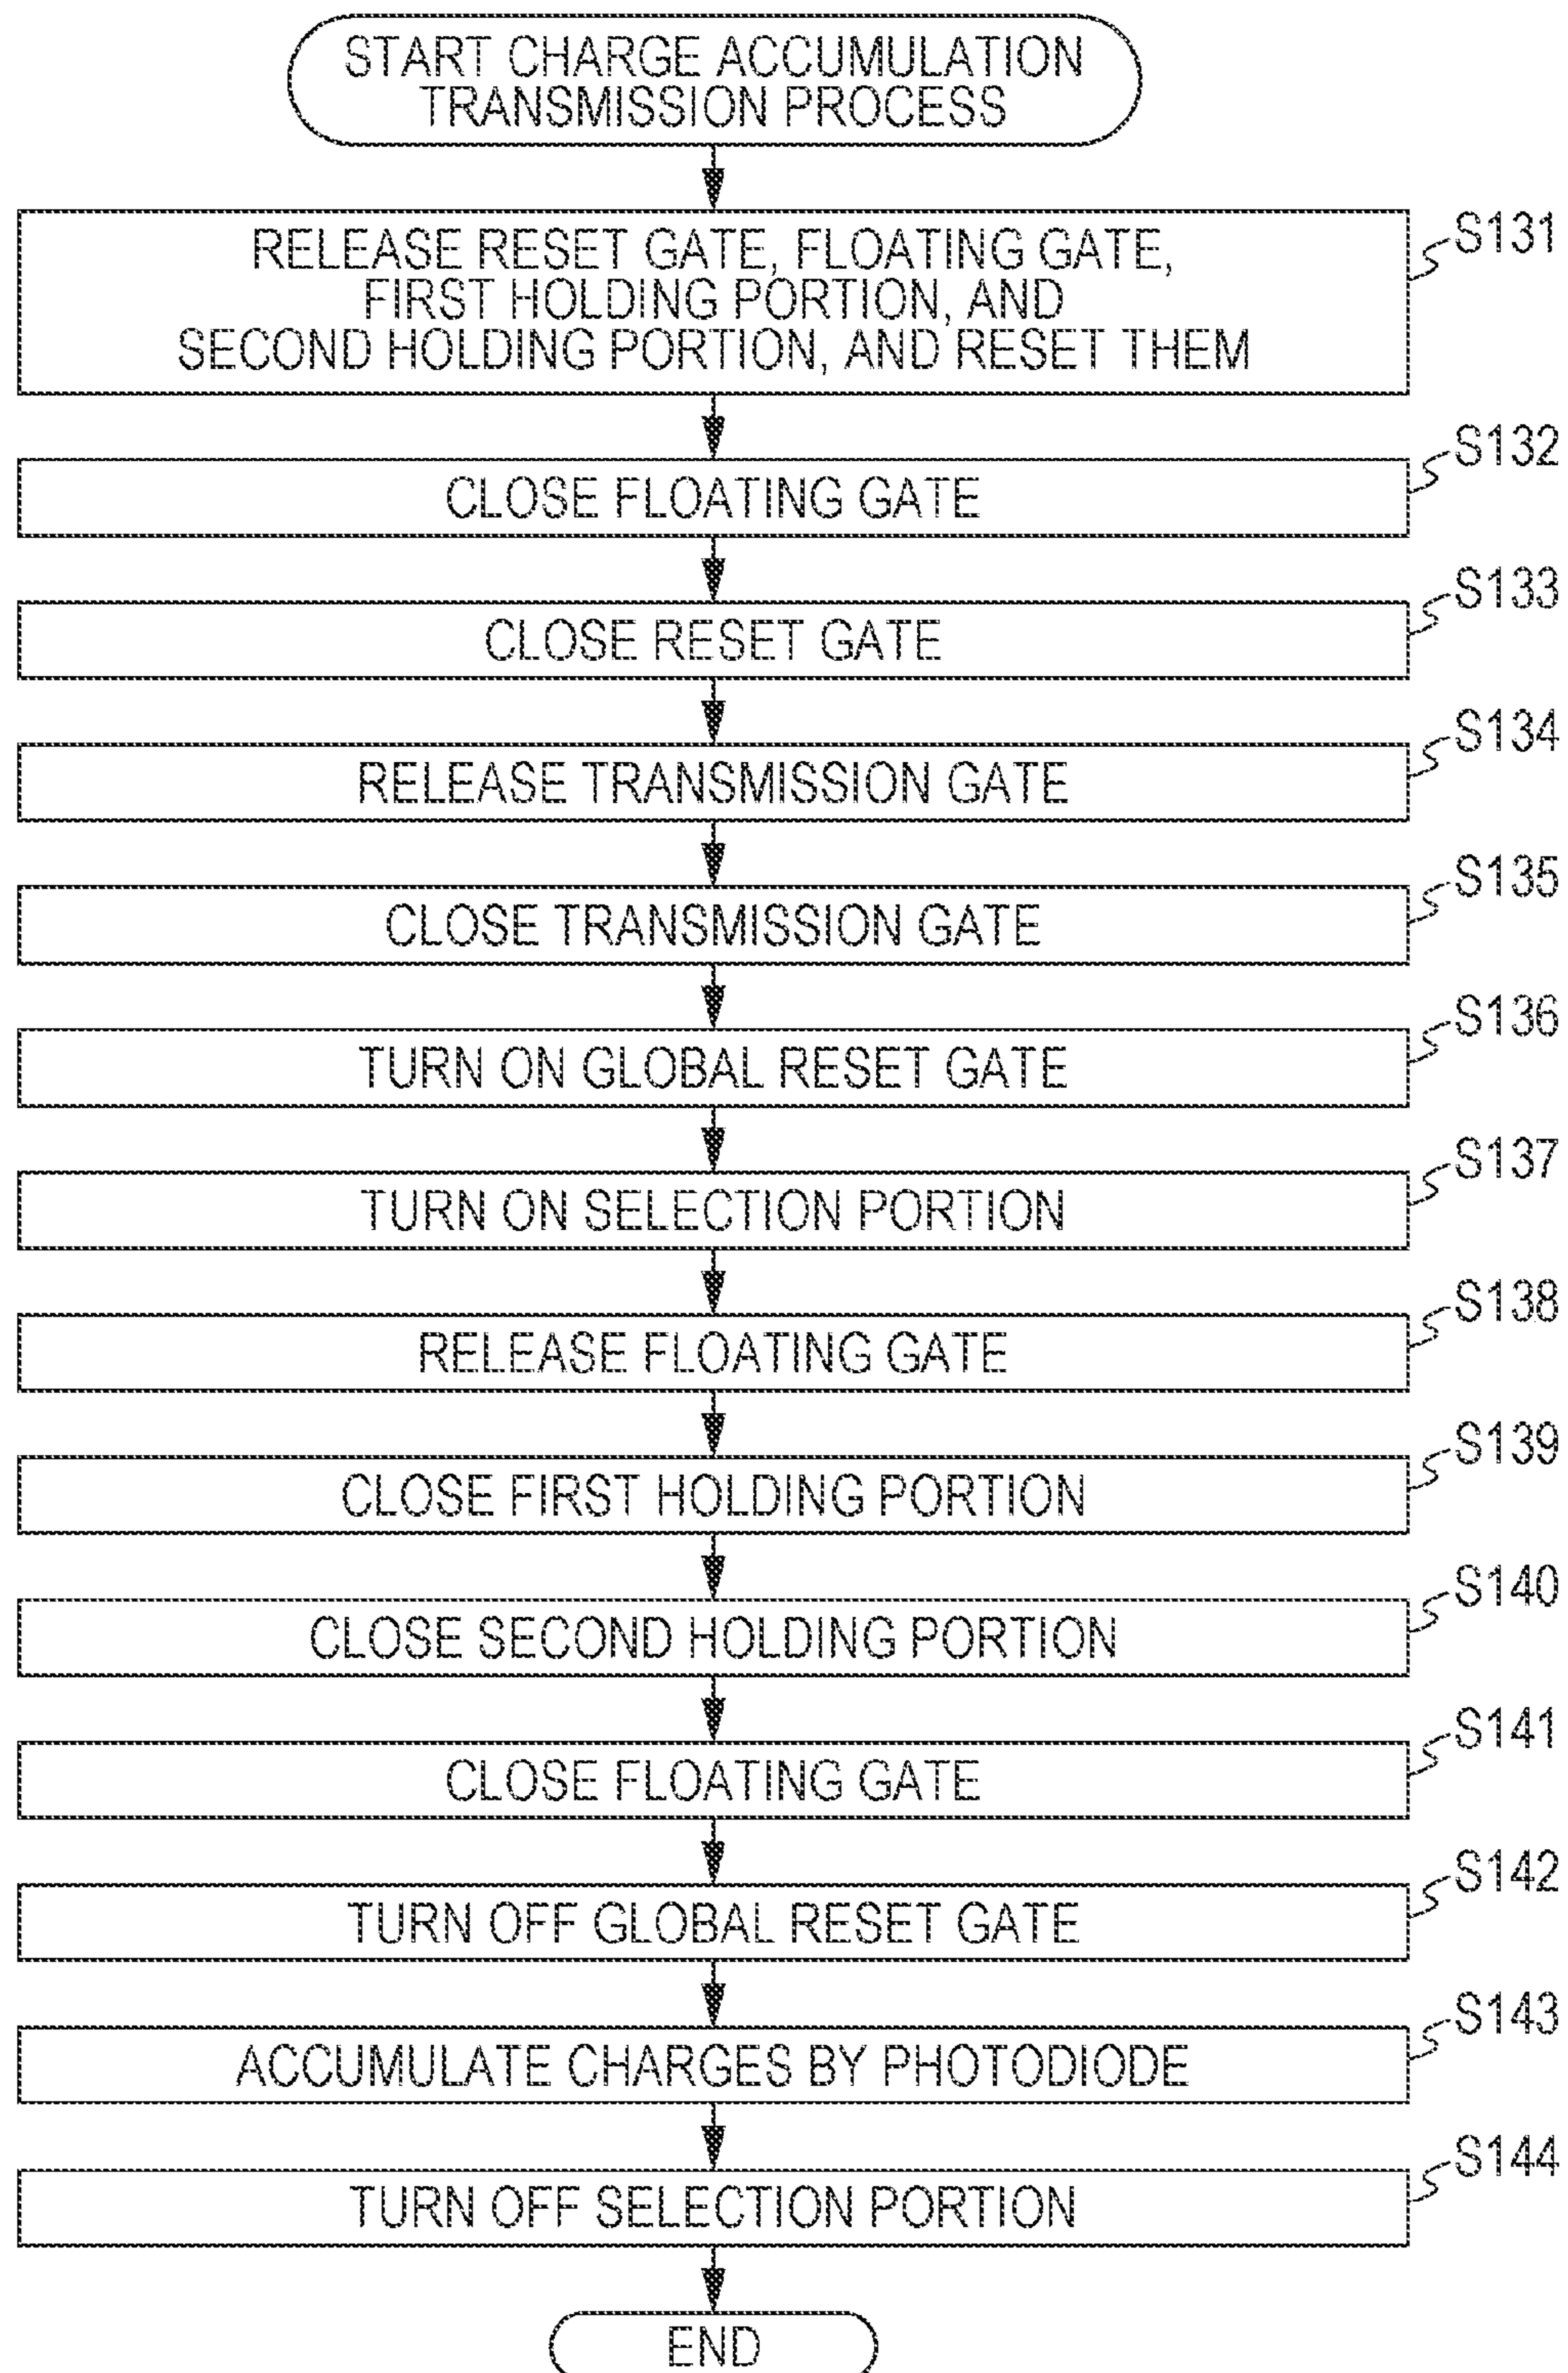 START CHARGE ACCUMULATION
TRANSMISSION PROCESS
RELEASE RESET GATE, FLOATING GATE,
FIRST HOLDING PORTION, AND
SECOND HOLDING PORTION, AND RESET THEM
S131
CLOSE FLOATING GATE
S132
CLOSE RESET GATE
S133
RELEASE TRANSMISSION GATE
S134
CLOSE TRANSMISSION GATE
S135
TURN ON GLOBAL RESET GATE
S136
TURN ON SELECTION PORTION
S137
RELEASE FLOATING GATE
S138
CLOSE FIRST HOLDING PORTION
S139
CLOSE SECOND HOLDING PORTION
S140
CLOSE FLOATING GATE
S141
TURN OFF GLOBAL RESET GATE
S142
ACCUMULATE CHARGES BY PHOTODIODE
S143
TURN OFF SELECTION PORTION
S144
END